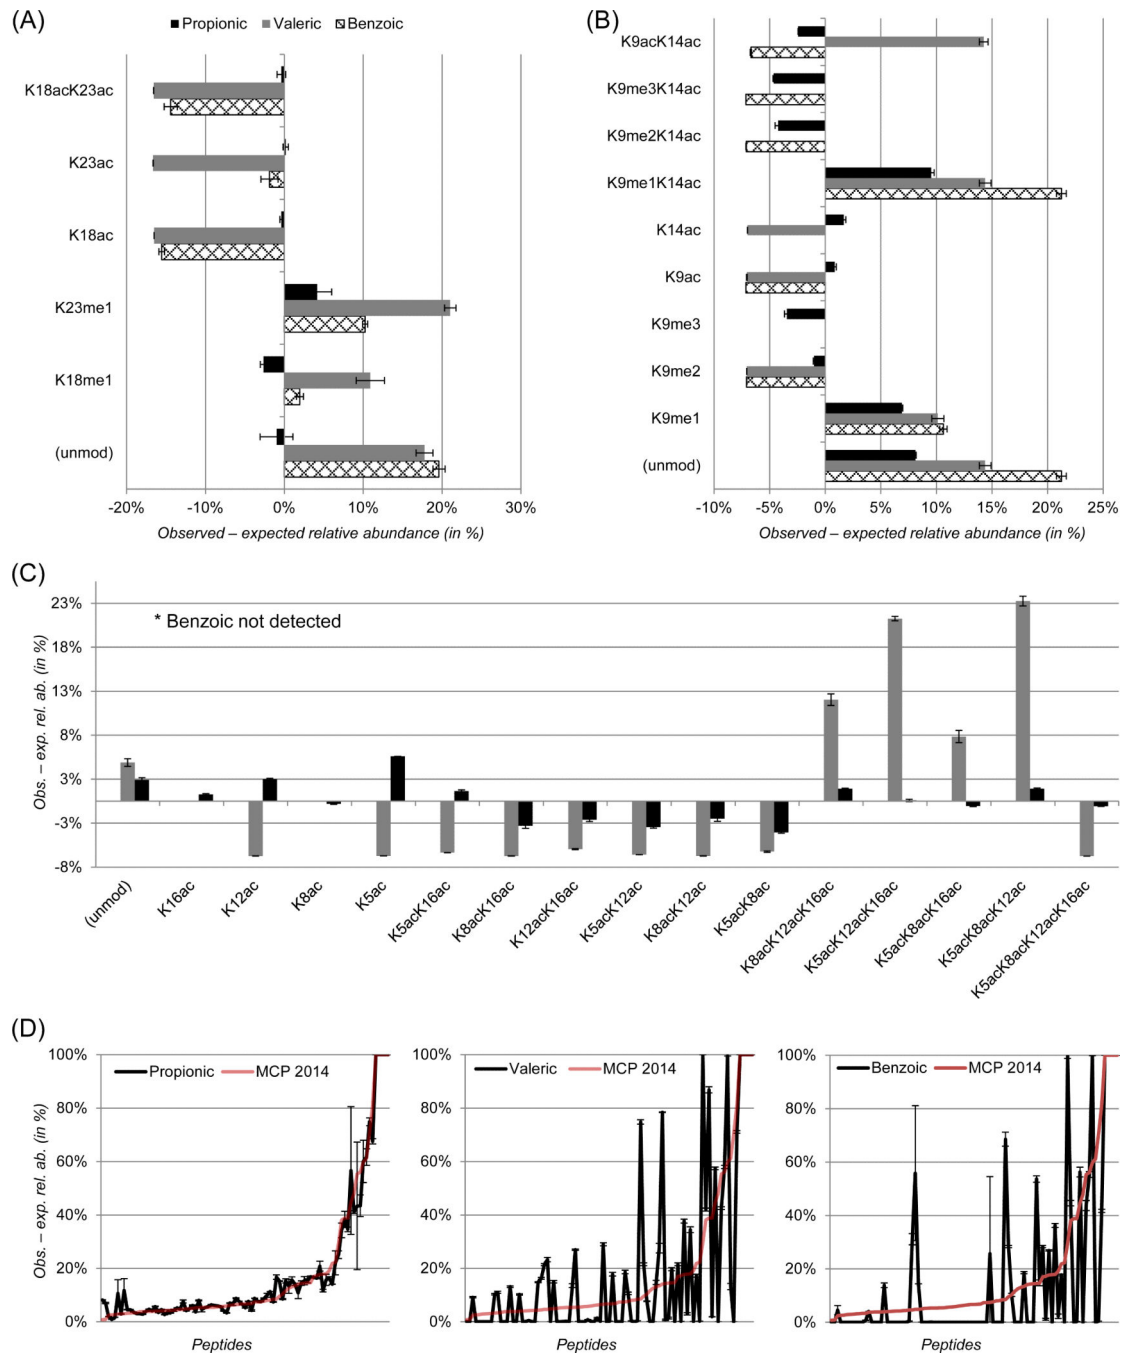 (A)
Propionic Valeric Benzoic
K18acK23ac
K23ac
K18ac
K23me1
K18me1
(unmod)
-20% -10% 0% 10% 20% 30%
Observed – expected relative abundance (in %)
(B)
K9acK14ac
K9me3K14ac
K9me2K14ac
K9me1K14ac
K14ac
K9ac
K9me3
K9me2
K9me1
(unmod)
-10% -5% 0% 5% 10% 15% 20% 25%
Observed – expected relative abundance (in %)
(C)
Obs. – exp. rel. ab. (in %)
23%
18%
13%
8%
3%
-3%
-8%
* Benzoic not detected
(unmod)
K16ac
K12ac
K8ac
K5ac
K5acK16ac
K8acK16ac
K12acK16ac
K5acK12ac
K8acK12ac
K5acK8ac
K8acK12acK16ac
K5acK12acK16ac
K5acK8acK16ac
K5acK8acK12ac
K5acK8acK12acK16ac
(D)
Obs. – exp. rel. ab. (in %)
100%
80%
60%
40%
20%
0%
Propionic MCP 2014
Peptides
100%
80%
60%
40%
20%
0%
Valeric MCP 2014
Peptides
100%
80%
60%
40%
20%
0%
Benzoic MCP 2014
Peptides